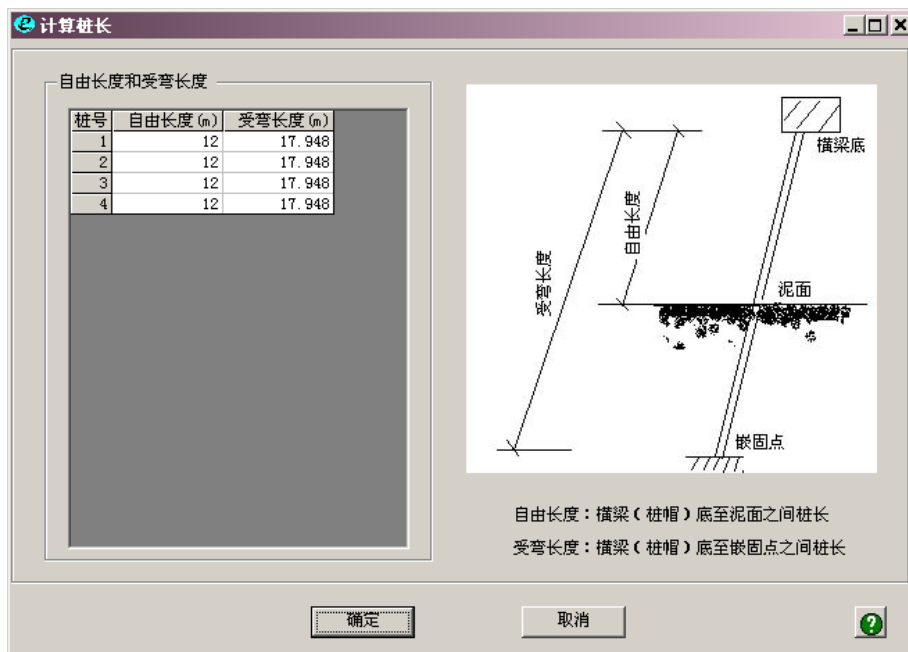 计算桩长
自由长度和受弯长度
桩号 自由长度(m) 受弯长度(m)
1 12 17.948
2 12 17.948
3 12 17.948
4 12 17.948
横梁底
自由长度
受弯长度
泥面
嵌固点
自由长度：横梁（桩帽）底至泥面之间桩长
受弯长度：横梁（桩帽）底至嵌固点之间桩长
确定 取消 ?